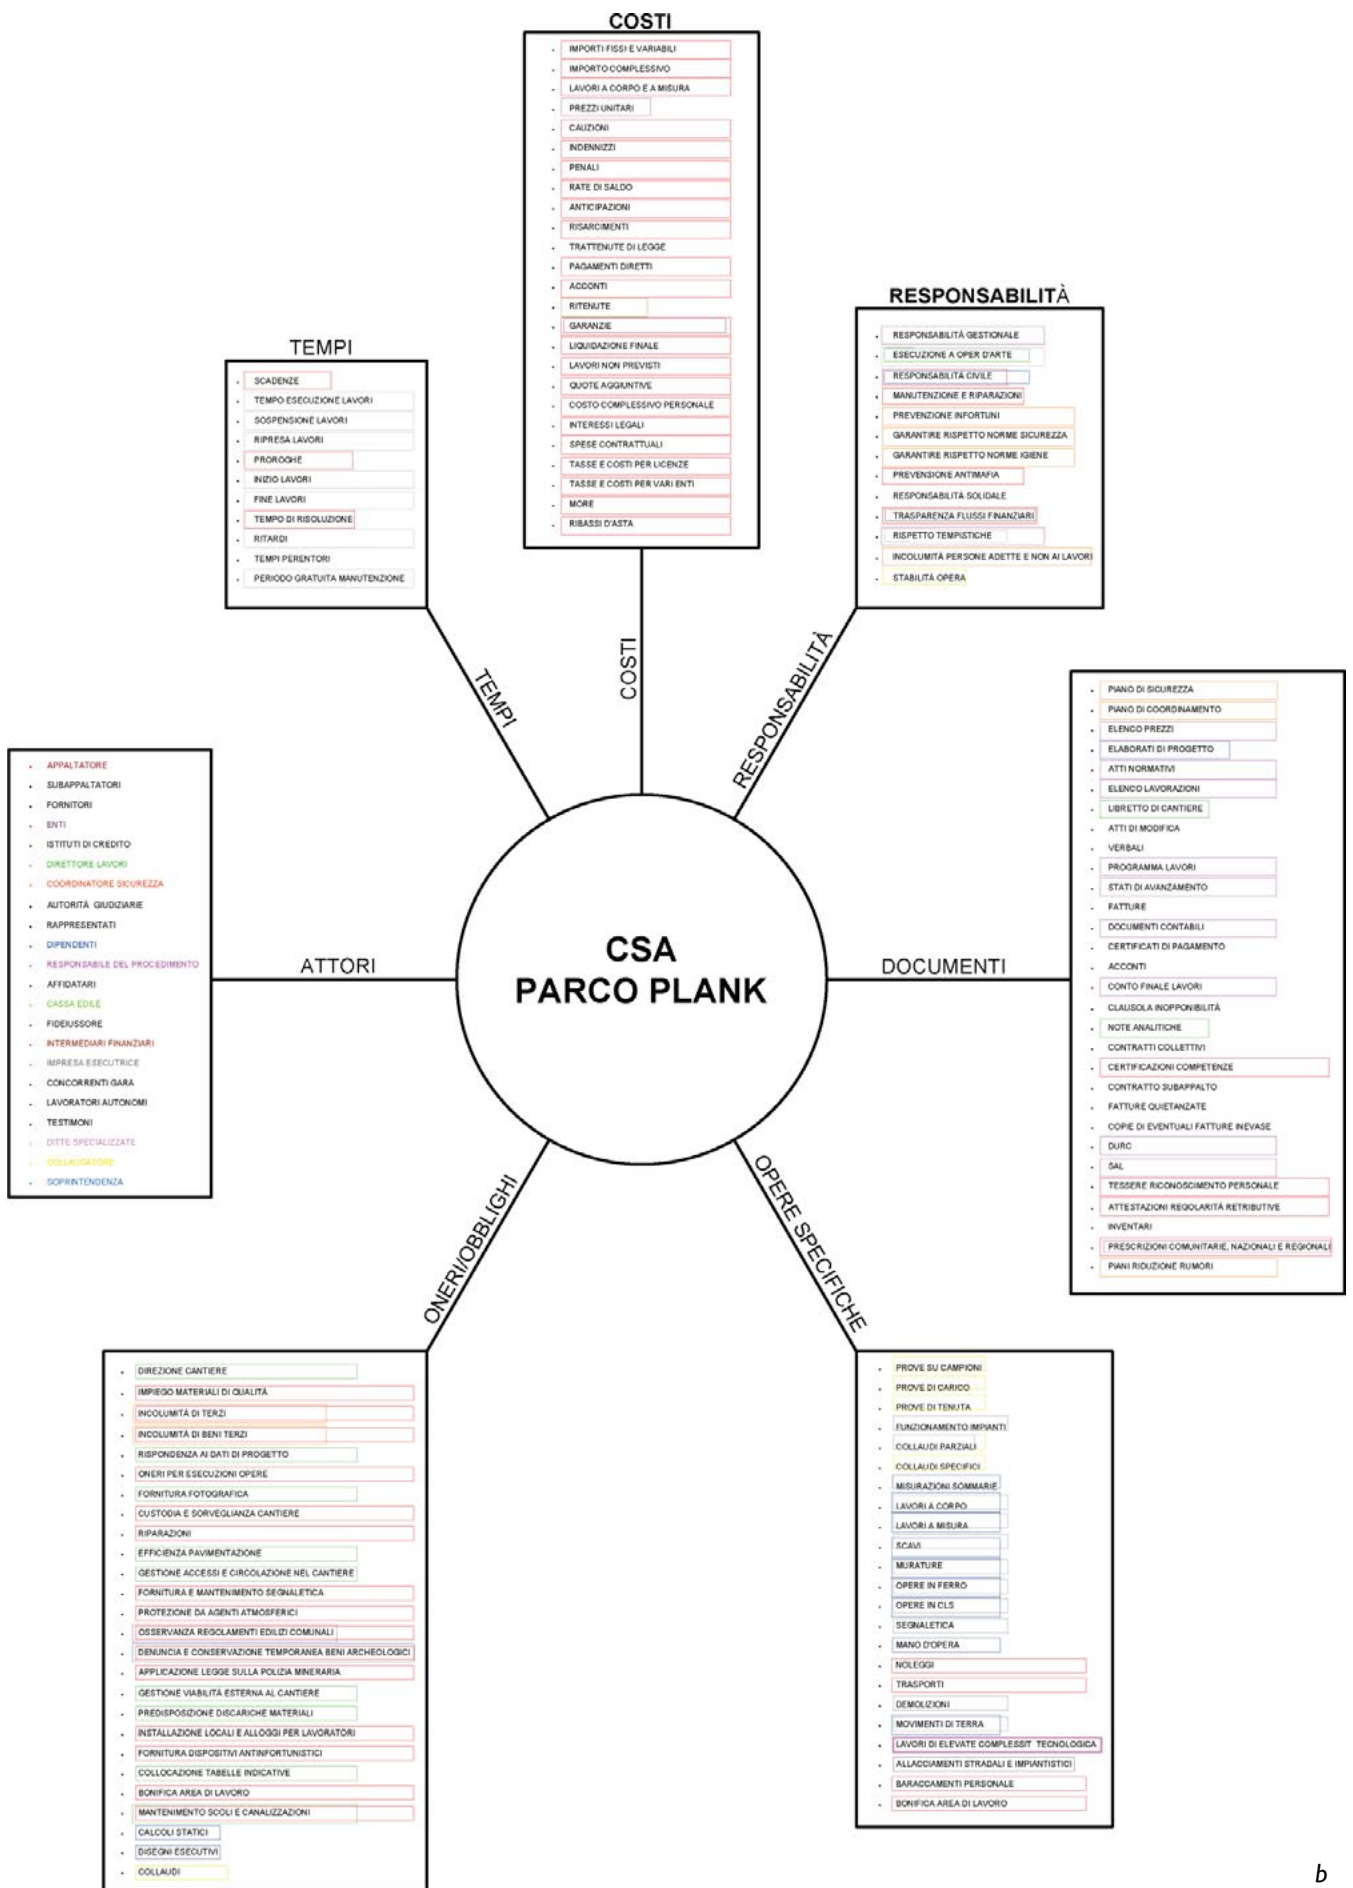 COSTI
IMPORTI FISSI E VARIABILI
IMPORTO COMPLESSIVO
LAVORI A CORPO E A MISURA
PREZZI UNITARI
CAUZIONI
INDENNIZZI
PENALI
RATE DI SALDO
ANTICIPAZIONI
RISARCIMENTI
TRATTENUTE DI LEGGE
PAGAMENTI DIRETTI
ACCONTI
RITENUTE
GARANZIE
LIQUIDAZIONE FINALE
LAVORI NON PREVISTI
QUOTE AGGIUNTIVE
COSTO COMPLESSIVO PERSONALE
INTERESSI LEGALI
SPESE CONTRATTUALI
TASSE E COSTI PER LICENZE
TASSE E COSTI PER VARI ENTI
MORE
RIBASSI D'ASTA
TEMPI
SCADENZE
TEMPO ESECUZIONE LAVORI
SOSPENSIONE LAVORI
RIPRESA LAVORI
PROROGHE
INIZIO LAVORI
FINE LAVORI
TEMPO DI RISOLUZIONE
RITARDI
TEMPI PERENTORI
PERIODO GRATUITA MANUTENZIONE
RESPONSABILITÀ
RESPONSABILITÀ GESTIONALE
ESECUZIONE A OPER D'ARTE
RESPONSABILITÀ CIVILE
MANUTENZIONE E RIPARAZIONI
PREVENZIONE INFORTUNI
GARANTIRE RISPETTO NORME SICUREZZA
GARANTIRE RISPETTO NORME IGIENE
PREVENSIONE ANTIMAFIA
RESPONSABILITÀ SOLIDALE
TRASPARENZA FLUSSI FINANZIARI
RISPETTO TEMPISTICHE
INCOLUMITÀ PERSONE ADETTE E NON AI LAVORI
STABILITÀ OPERA
TEMPI
COSTI
RESPONSABILITÀ
APPALTATORE
SUBAPPALTATORI
FORNITORI
ENTI
ISTITUTI DI CREDITO
DIRETTORE LAVORI
COORDINATORE SICUREZZA
AUTORITÀ GIUDIZIARIE
RAPPRESENTATI
DIPENDENTI
RESPONSABILE DEL PROCEDIMENTO
AFFIDATARI
CASSA EDILE
FIDEIUSSORE
INTERMEDIARI FINANZIARI
IMPRESA ESECUTRICE
CONCORRENTI GARA
LAVORATORI AUTONOMI
TESTIMONI
DITTE SPECIALIZZATE
COLLAUDATORE
SOPRINTENDENZA
ATTORI
CSA
PARCO PLANK
DOCUMENTI
PIANO DI SICUREZZA
PIANO DI COORDINAMENTO
ELENCO PREZZI
ELABORATI DI PROGETTO
ATTI NORMATIVI
ELENCO LAVORAZIONI
LIBRETTO DI CANTIERE
ATTI DI MODIFICA
VERBALI
PROGRAMMA LAVORI
STATI DI AVANZAMENTO
FATTURE
DOCUMENTI CONTABILI
CERTIFICATI DI PAGAMENTO
ACCONTI
CONTO FINALE LAVORI
CLAUSOLA INOPPONIBILITÀ
NOTE ANALITICHE
CONTRATTI COLLETTIVI
CERTIFICAZIONI COMPETENZE
CONTRATTO SUBAPPALTO
FATTURE QUIETANZATE
COPIE DI EVENTUALI FATTURE INEVASE
DURC
SAL
TESSERE RICONOSCIMENTO PERSONALE
ATTESTAZIONI REGOLARITÀ RETRIBUTIVE
INVENTARI
PRESCRIZIONI COMUNITARIE, NAZIONALI E REGIONALI
PIANI RIDUZIONE RUMORI
ONERI/OBBLIGHI
OPERE SPECIFICHE
DIREZIONE CANTIERE
IMPIEGO MATERIALI DI QUALITÀ
INCOLUMITÀ DI TERZI
INCOLUMITÀ DI BENI TERZI
RISPONDENZA AI DATI DI PROGETTO
ONERI PER ESECUZIONI OPERE
FORNITURA FOTOGRAFICA
CUSTODIA E SORVEGLIANZA CANTIERE
RIPARAZIONI
EFFICIENZA PAVIMENTAZIONE
GESTIONE ACCESSI E CIRCOLAZIONE NEL CANTIERE
FORNITURA E MANTENIMENTO SEGNALETICA
PROTEZIONE DA AGENTI ATMOSFERICI
OSSERVANZA REGOLAMENTI EDILIZI COMUNALI
DENUNCIA E CONSERVAZIONE TEMPORANEA BENI ARCHEOLOGICI
APPLICAZIONE LEGGE SULLA POLIZIA MINERARIA
GESTIONE VIABILITÀ ESTERNA AL CANTIERE
PREDISPOSIZIONE DISCARICHE MATERIALI
INSTALLAZIONE LOCALI E ALLOGGI PER LAVORATORI
FORNITURA DISPOSITIVI ANTINFORTUNISTICI
COLLOCAZIONE TABELLE INDICATIVE
BONIFICA AREA DI LAVORO
MANTENIMENTO SCOLI E CANALIZZAZIONI
CALCOLI STATICI
DISEGNI ESECUTIVI
COLLAUDI
PROVE SU CAMPIONI
PROVE DI CARICO
PROVE DI TENUTA
FUNZIONAMENTO IMPIANTI
COLLAUDI PARZIALI
COLLAUDI SPECIFICI
MISURAZIONI SOMMARIE
LAVORI A CORPO
LAVORI A MISURA
SCAVI
MURATURE
OPERE IN FERRO
OPERE IN CLS
SEGNALETICA
MANO D'OPERA
NOLEGGI
TRASPORTI
DEMOLIZIONI
MOVIMENTI DI TERRA
LAVORI DI ELEVATE COMPLESSIT TECNOLOGICA
ALLACCIAMENTI STRADALI E IMPIANTISTICI
BARACCAMENTI PERSONALE
BONIFICA AREA DI LAVORO
b